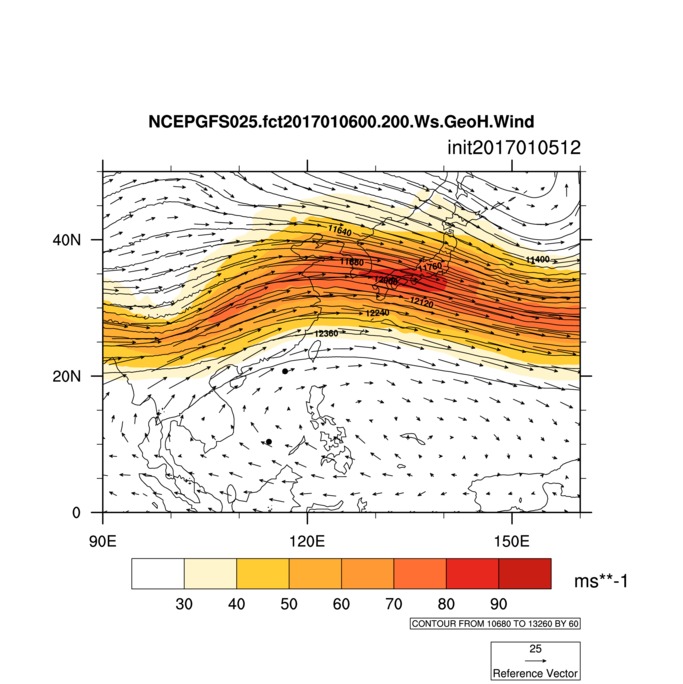 NCEPGFS025.fct2017010600.200.Ws.GeoH.Wind
init2017010512
11640
40N
11400
11880
11760
12000
12120
12240
12360
20N
0
90E 120E 150E
ms**-1
30 40 50 60 70 80 90
CONTOUR FROM 10680 TO 13260 BY 60
25
Reference Vector